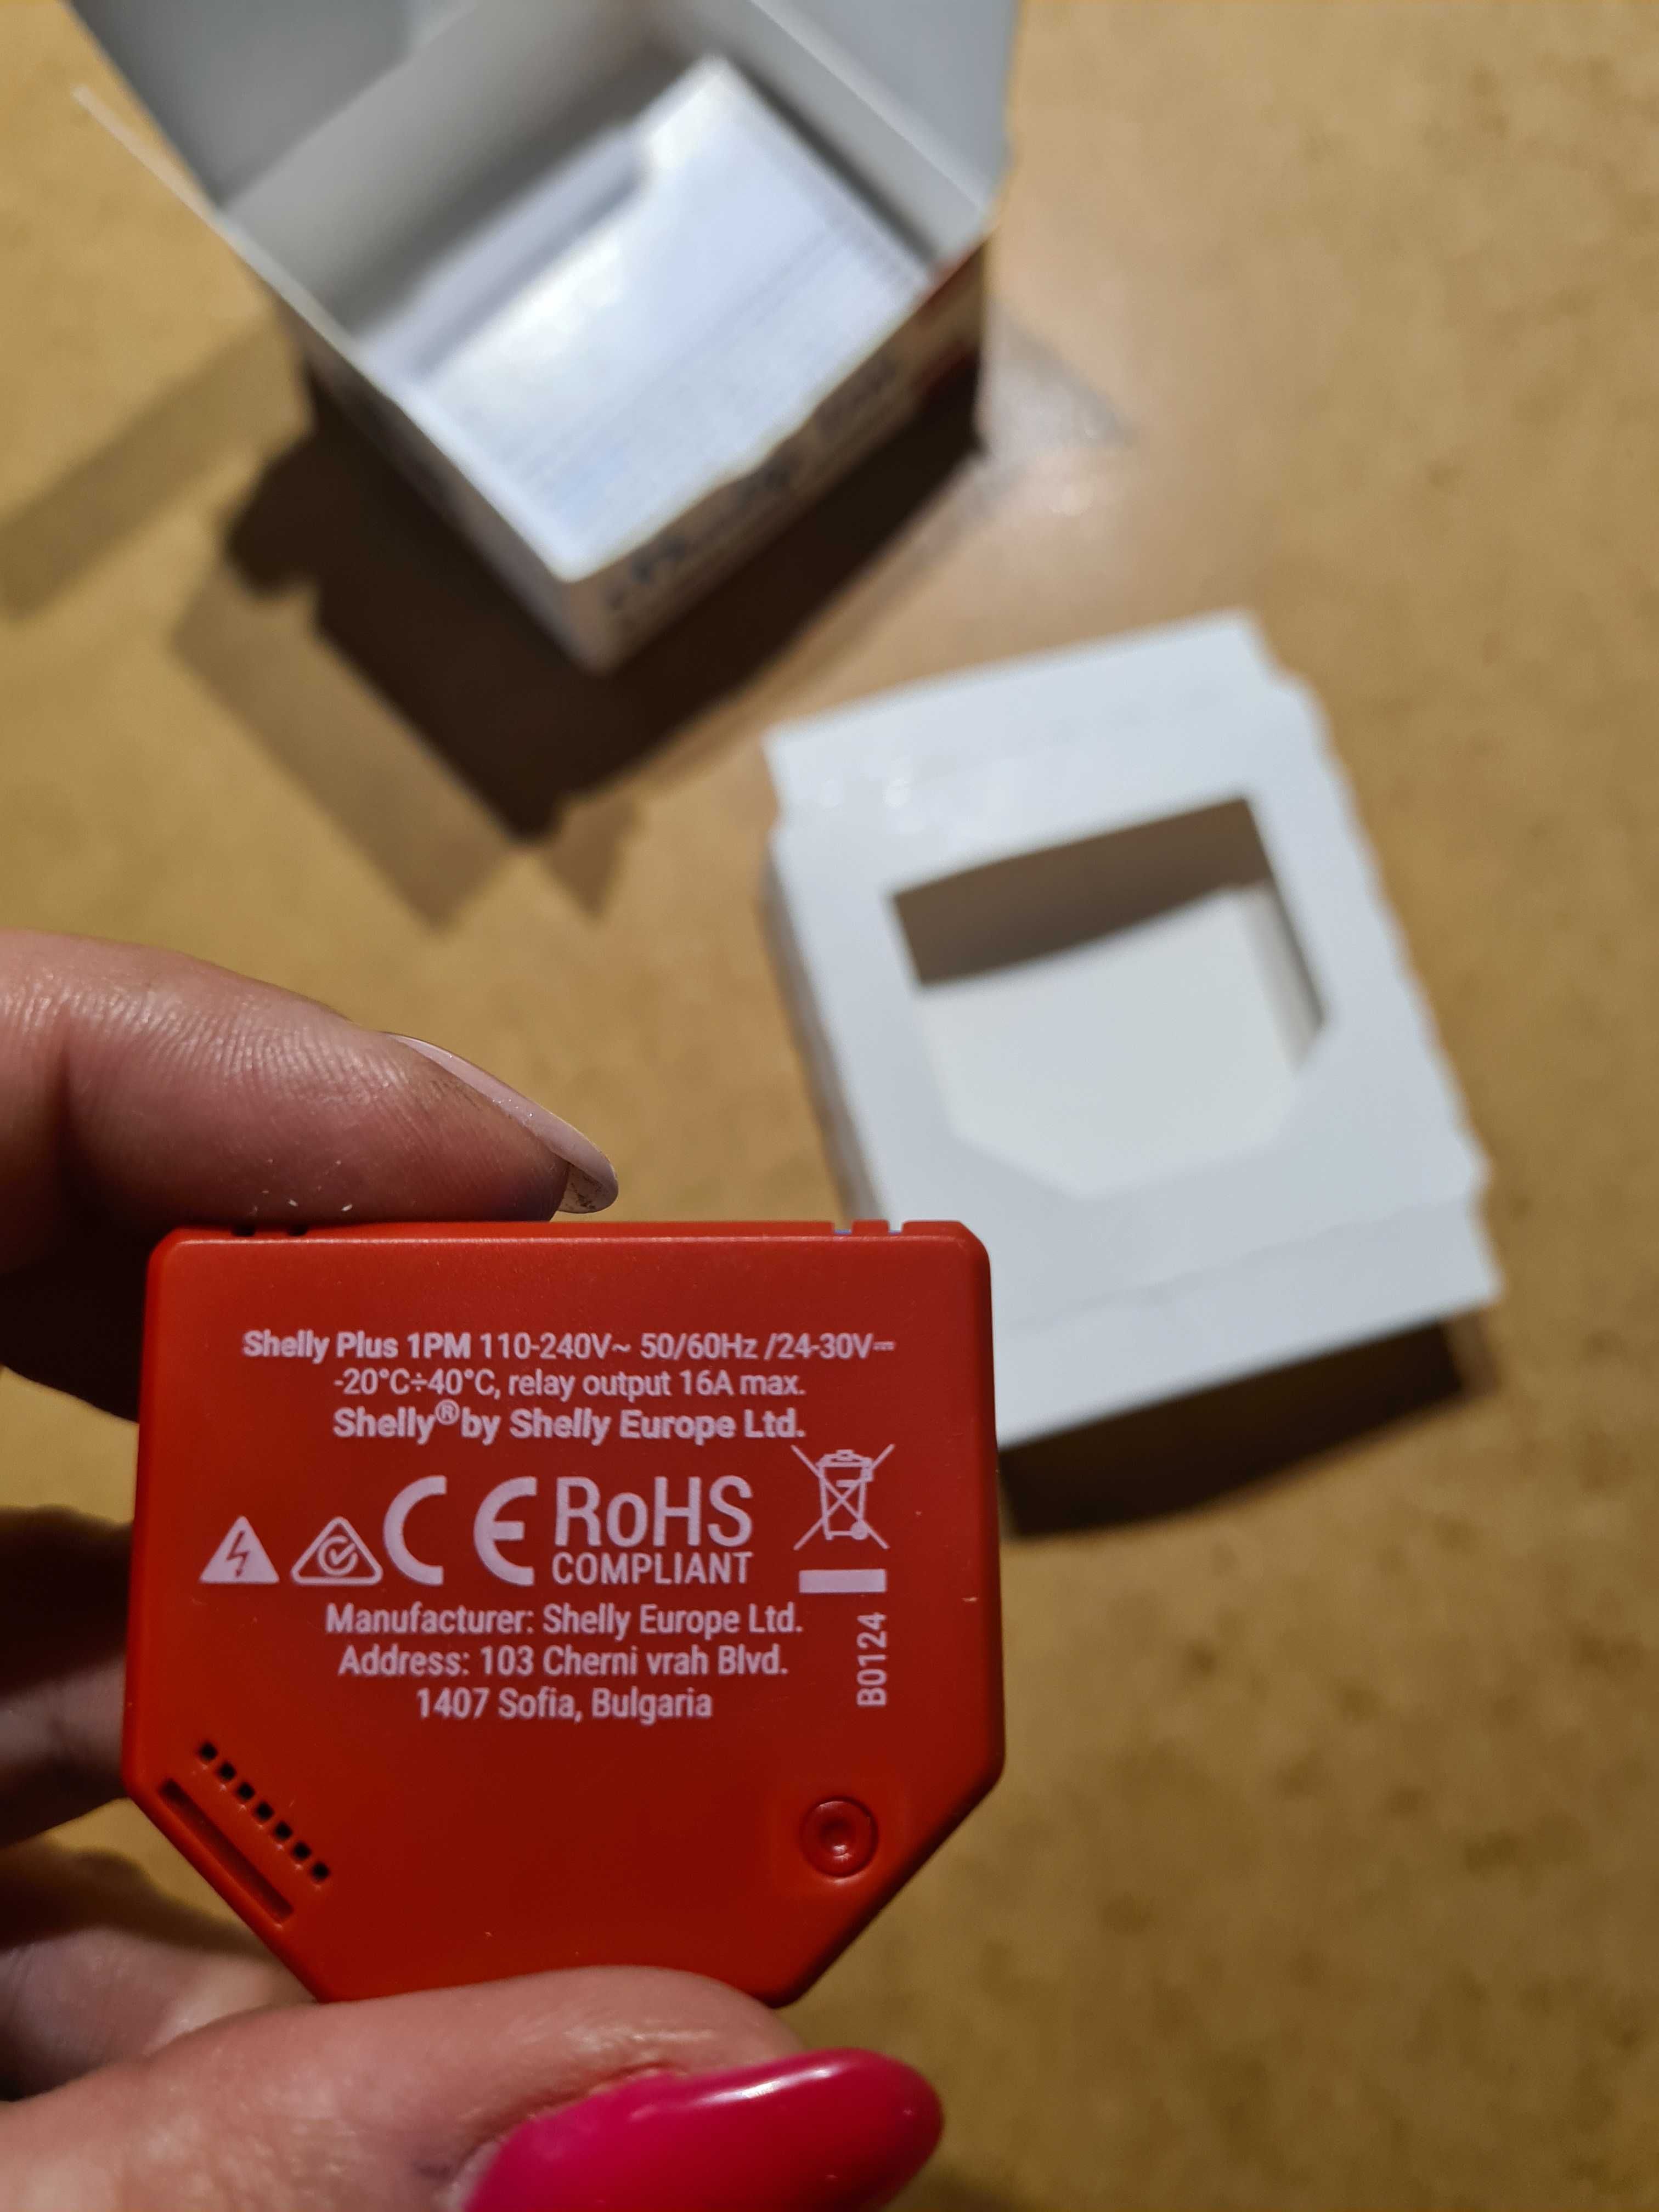 Shelly Plus 1PM 110-240V~ 50/60Hz /24-30V⎓
-20°C÷40°C, relay output 16A max.
Shelly®by Shelly Europe Ltd.
CE RoHS
COMPLIANT
Manufacturer: Shelly Europe Ltd.
Address: 103 Cherni vrah Blvd.
1407 Sofia, Bulgaria
B0124